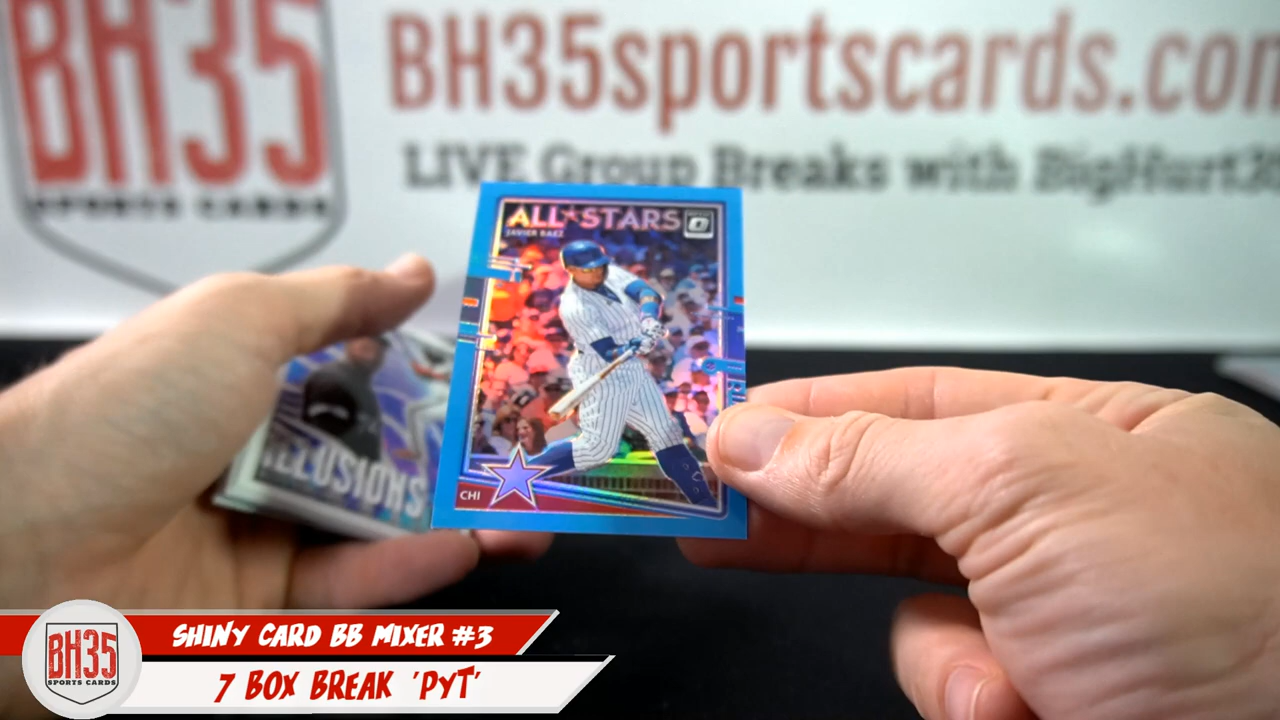 BH35
SPORTS CARDS
BH35sportscards.com
LIVE Group Breaks with BigHurt35
ALL★STARS
JAVIER BAEZ
CHI
ILLUSIONS
SHINY CARD BB MIXER #3
7 BOX BREAK 'PYT'
BH35
SPORTS CARDS